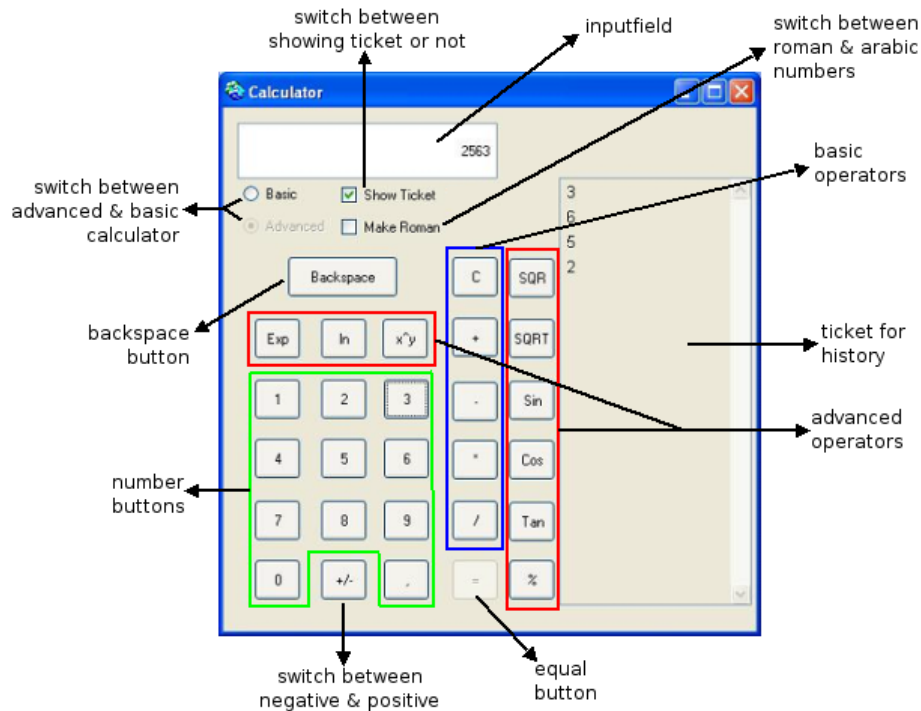 switch between
showing ticket or not
inputfield
switch between
roman & arabic
numbers
Calculator
2563
basic
operators
switch between
advanced & basic
calculator
Basic
Show Ticket
Advanced
Make Roman
3
6
5
2
Backspace
C
SQR
backspace
button
Exp
ln
x^y
+
SQRT
ticket for
history
1
2
3
-
Sin
advanced
operators
4
5
6
*
Cos
number
buttons
7
8
9
/
Tan
0
+/-
,
=
%
switch between
negative & positive
equal
button